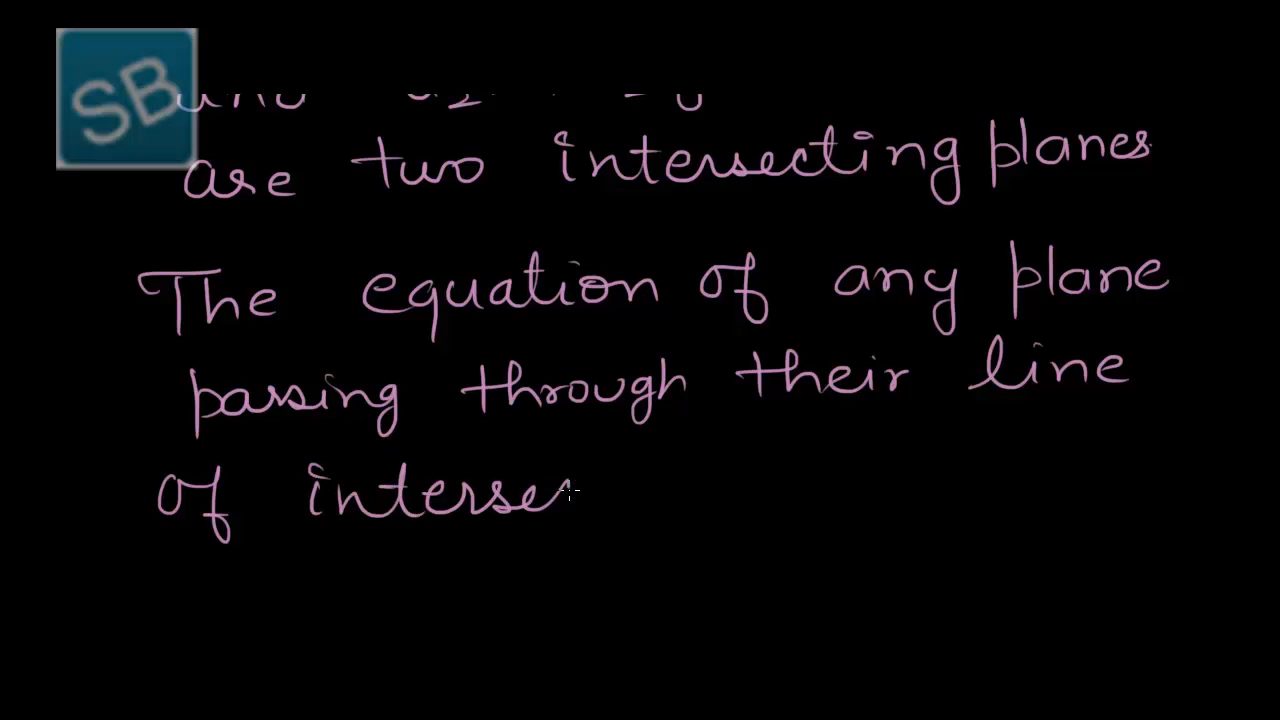 SB
are two intersecting planes
The equation of any plane
passing through their line
of interse